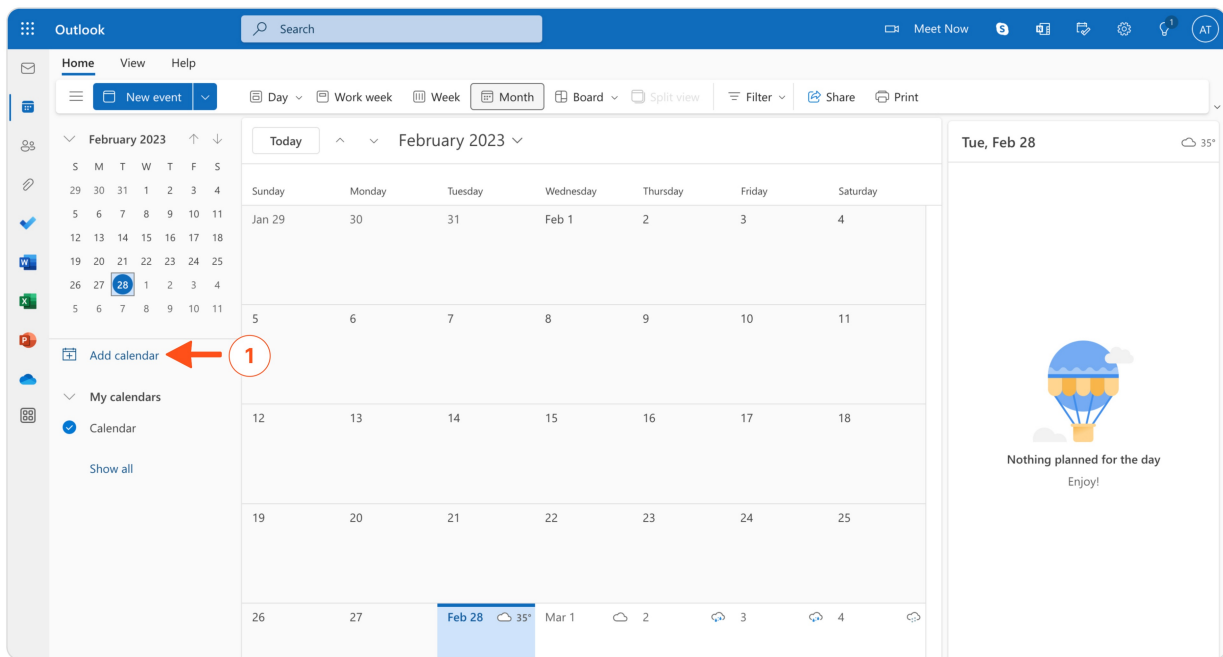 Outlook
Search
Meet Now
1
AT
Home View Help
New event
Day Work week Week Month Board Split view Filter Share Print
February 2023
S M T W T F S
29 30 31 1 2 3 4
5 6 7 8 9 10 11
12 13 14 15 16 17 18
19 20 21 22 23 24 25
26 27 28 1 2 3 4
5 6 7 8 9 10 11
Add calendar
1
My calendars
Calendar
Show all
Today February 2023
Sunday Monday Tuesday Wednesday Thursday Friday Saturday
Jan 29 30 31 Feb 1 2 3 4
5 6 7 8 9 10 11
12 13 14 15 16 17 18
19 20 21 22 23 24 25
26 27 Feb 28 35° Mar 1 2 3 4
Tue, Feb 28 35°
Nothing planned for the day
Enjoy!
W
X
P
S